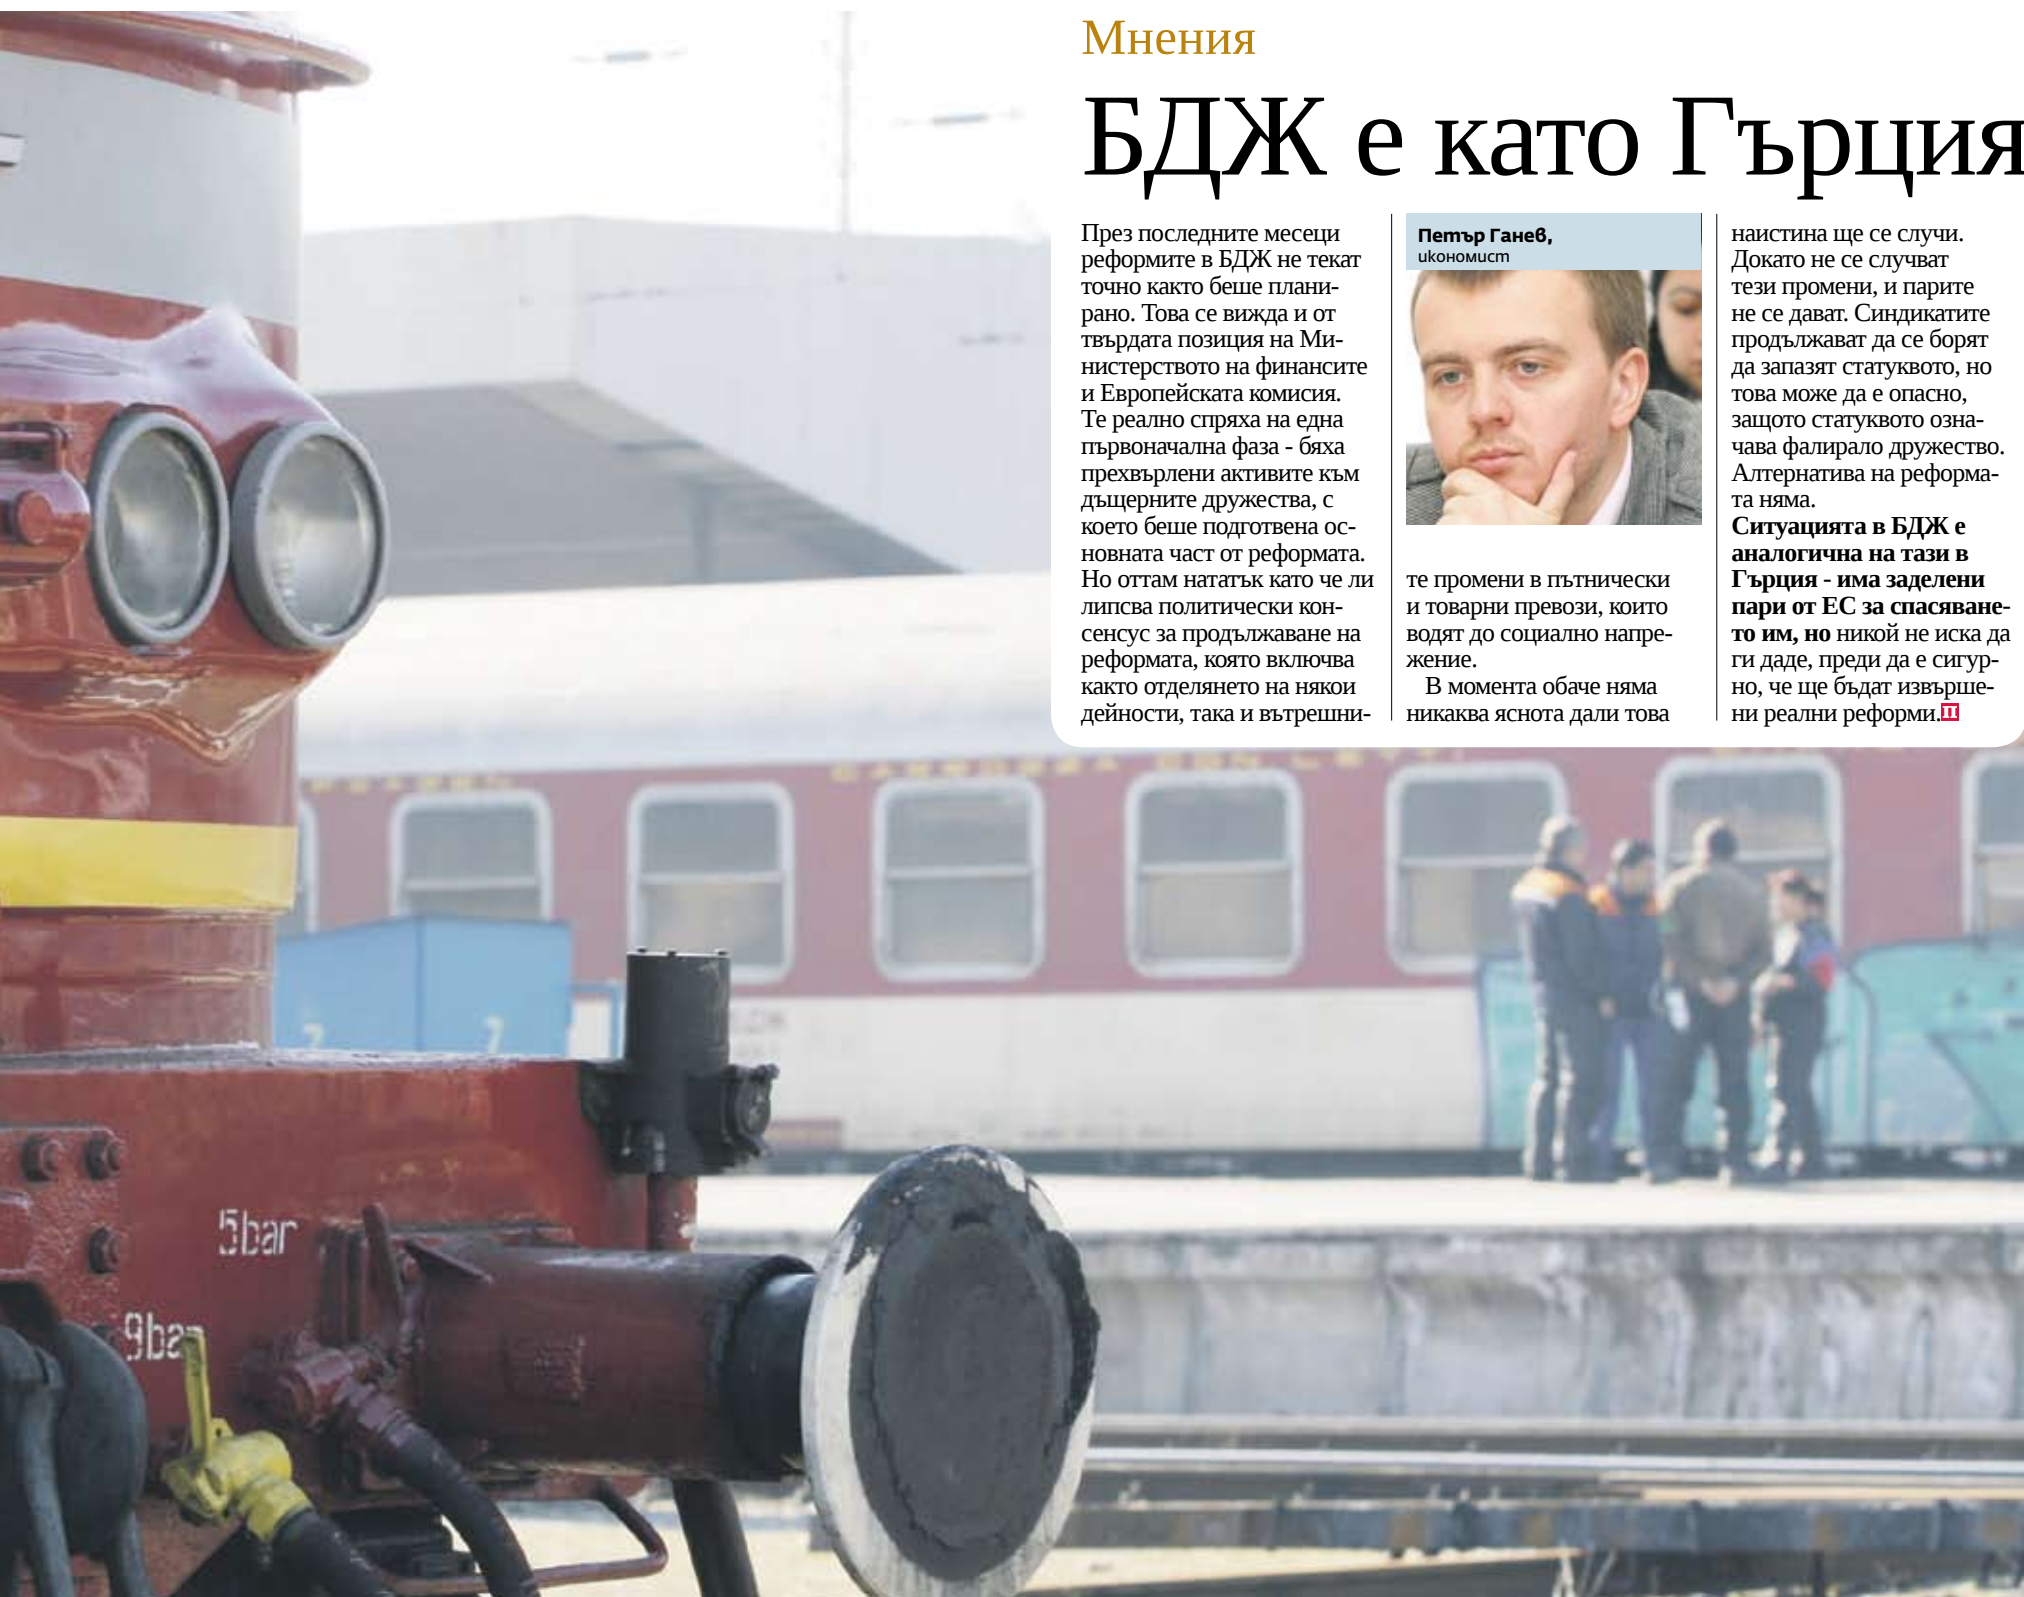 Мнения
БДЖ е като Гърция
През последните месеци
реформите в БДЖ не текат
точно както беше плани-
рано. Това се вижда и от
твърдата позиция на Ми-
нистерството на финансите
и Европейската комисия.
Те реално спряха на една
първоначална фаза - бяха
прехвърлени активите към
дъщерните дружества, с
което беше подготвена ос-
новната част от реформата.
Но оттам нататък като че ли
липсва политически кон-
сенсус за продължаване на
реформата, която включва
както отделянето на някои
дейности, така и вътрешни-
Петър Ганев,
икономист
те промени в пътнически
и товарни превози, които
водят до социално напре-
жение.
В момента обаче няма
никаква яснота дали това
наистина ще се случи.
Докато не се случват
тези промени, и парите
не се дават. Синдикатите
продължават да се борят
да запазят статуквото, но
това може да е опасно,
защото статуквото озна-
чава фалирало дружество.
Алтернатива на реформа-
та няма.
Ситуацията в БДЖ е
аналогична на тази в
Гърция - има заделени
пари от ЕС за спасяване-
то им, но никой не иска да
ги даде, преди да е сигур-
но, че ще бъдат извърше-
ни реални реформи.
5bar
9bar